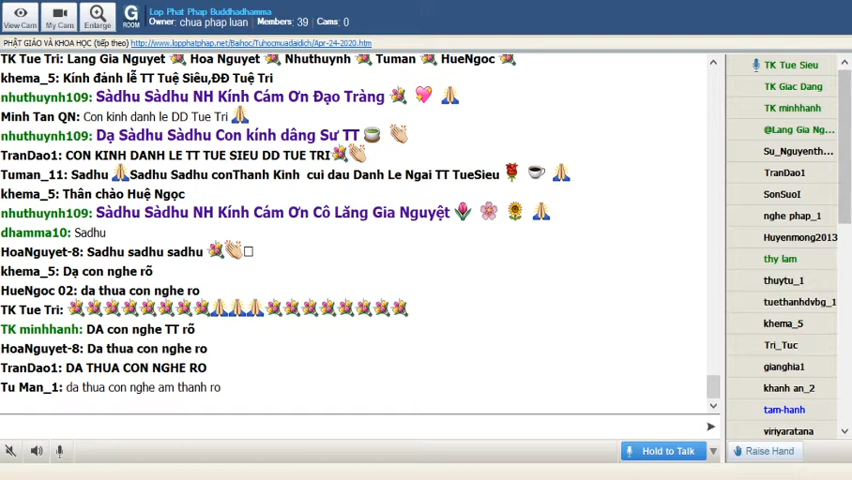 Lop Phat Phap Buddhadhamma
Owner: chua phap luan Members: 39 Cams: 0
View Cam My Cam Enlarge G ROOM
PHẬT GIÁO VÀ KHOA HỌC (tiếp theo) http://www.lopphatphap.net/Baihoc/Tuhocmuadaidich/Apr-24-2020.htm
TK Tue Tri: Lang Gia Nguyet Hoa Nguyet Nhuthuynh Tuman HueNgoc
khema_5: Kính đảnh lễ TT Tuệ Siêu,ĐĐ Tuệ Tri
nhuthuynh109: Sàdhu Sàdhu NH Kính Cám Ơn Đạo Tràng
Minh Tan QN: Con kinh danh le DD Tue Tri
nhuthuynh109: Dạ Sàdhu Sàdhu Con kính dâng Sư TT
TranDao1: CON KINH DANH LE TT TUE SIEU DD TUE TRI
Tuman_11: Sadhu Sadhu Sadhu conThanh Kinh cui dau Danh Le Ngai TT TueSieu
khema_5: Thân chào Huệ Ngọc
nhuthuynh109: Sàdhu Sàdhu NH Kính Cám Ơn Cô Lăng Gia Nguyệt
dhamma10: Sadhu
HoaNguyet-8: Sadhu sadhu sadhu
khema_5: Dạ con nghe rõ
HueNgoc 02: da thua con nghe ro
TK Tue Tri:
TK minhhanh: DA con nghe TT rõ
HoaNguyet-8: Da thua con nghe ro
TranDao1: DA THUA CON NGHE RO
Tu Man_1: da thua con nghe am thanh ro
Hold to Talk
TK Tue Sieu
TK Giac Dang
TK minhhanh
@Lang Gia Ng...
Su_Nguyenth...
TranDao1
SonSuoI
nghe phap_1
Huyenmong2013
thy lam
thuytu_1
tuethanhdvbg_1
khema_5
Tri_Tuc
gianghia1
khanh an_2
tam-hanh
viriyaratana
Raise Hand